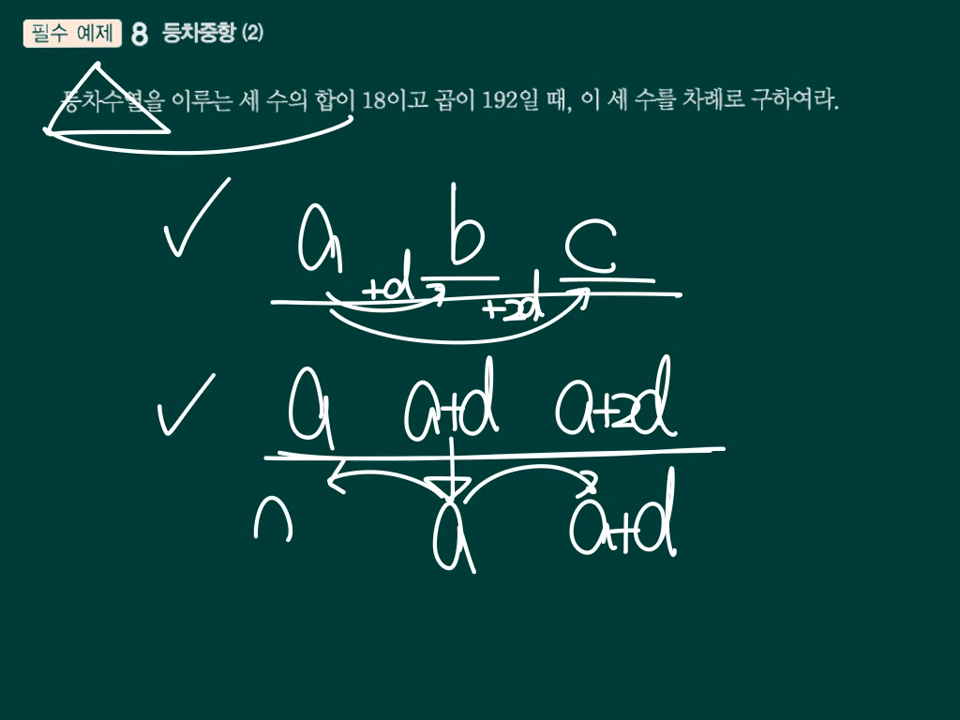 필수 예제 8 등차중항 (2)
등차수열을 이루는 세 수의 합이 18이고 곱이 192일 때, 이 세 수를 차례로 구하여라.
a b c
+d +2d
a a+d a+2d
a a+d